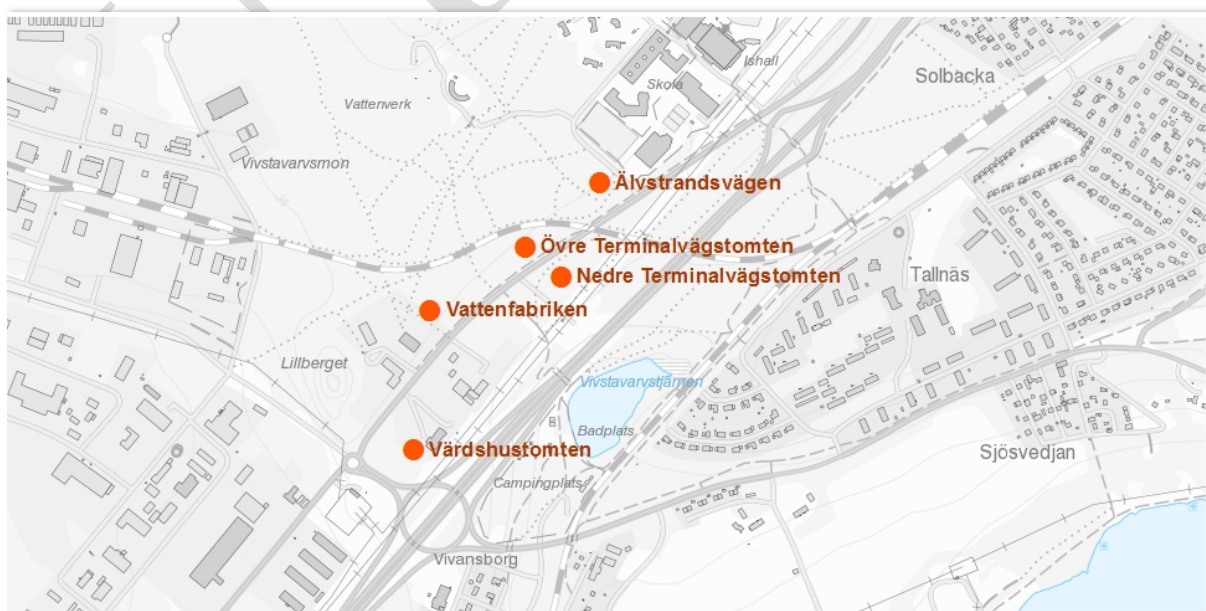 Ishall
Solbacka
Skola
Vattenverk
Vivstavarvsmon
Älvstrandsvägen
Övre Terminalvägstomten
Nedre Terminalvägstomten
Tallnäs
Vattenfabriken
Lillberget
Vivstavarvstjärnen
Badplats
Värdshustomten
Sjösvedjan
Campingplats
Vivansborg